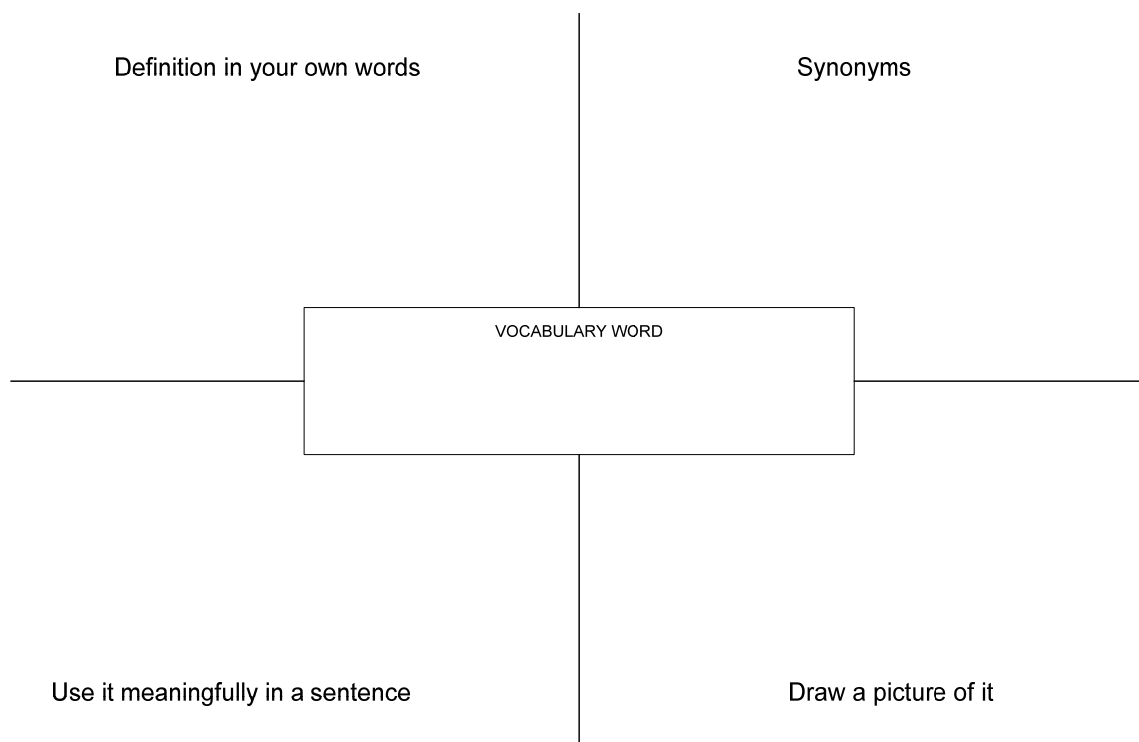 Definition in your own words
Synonyms
VOCABULARY WORD
Use it meaningfully in a sentence
Draw a picture of it